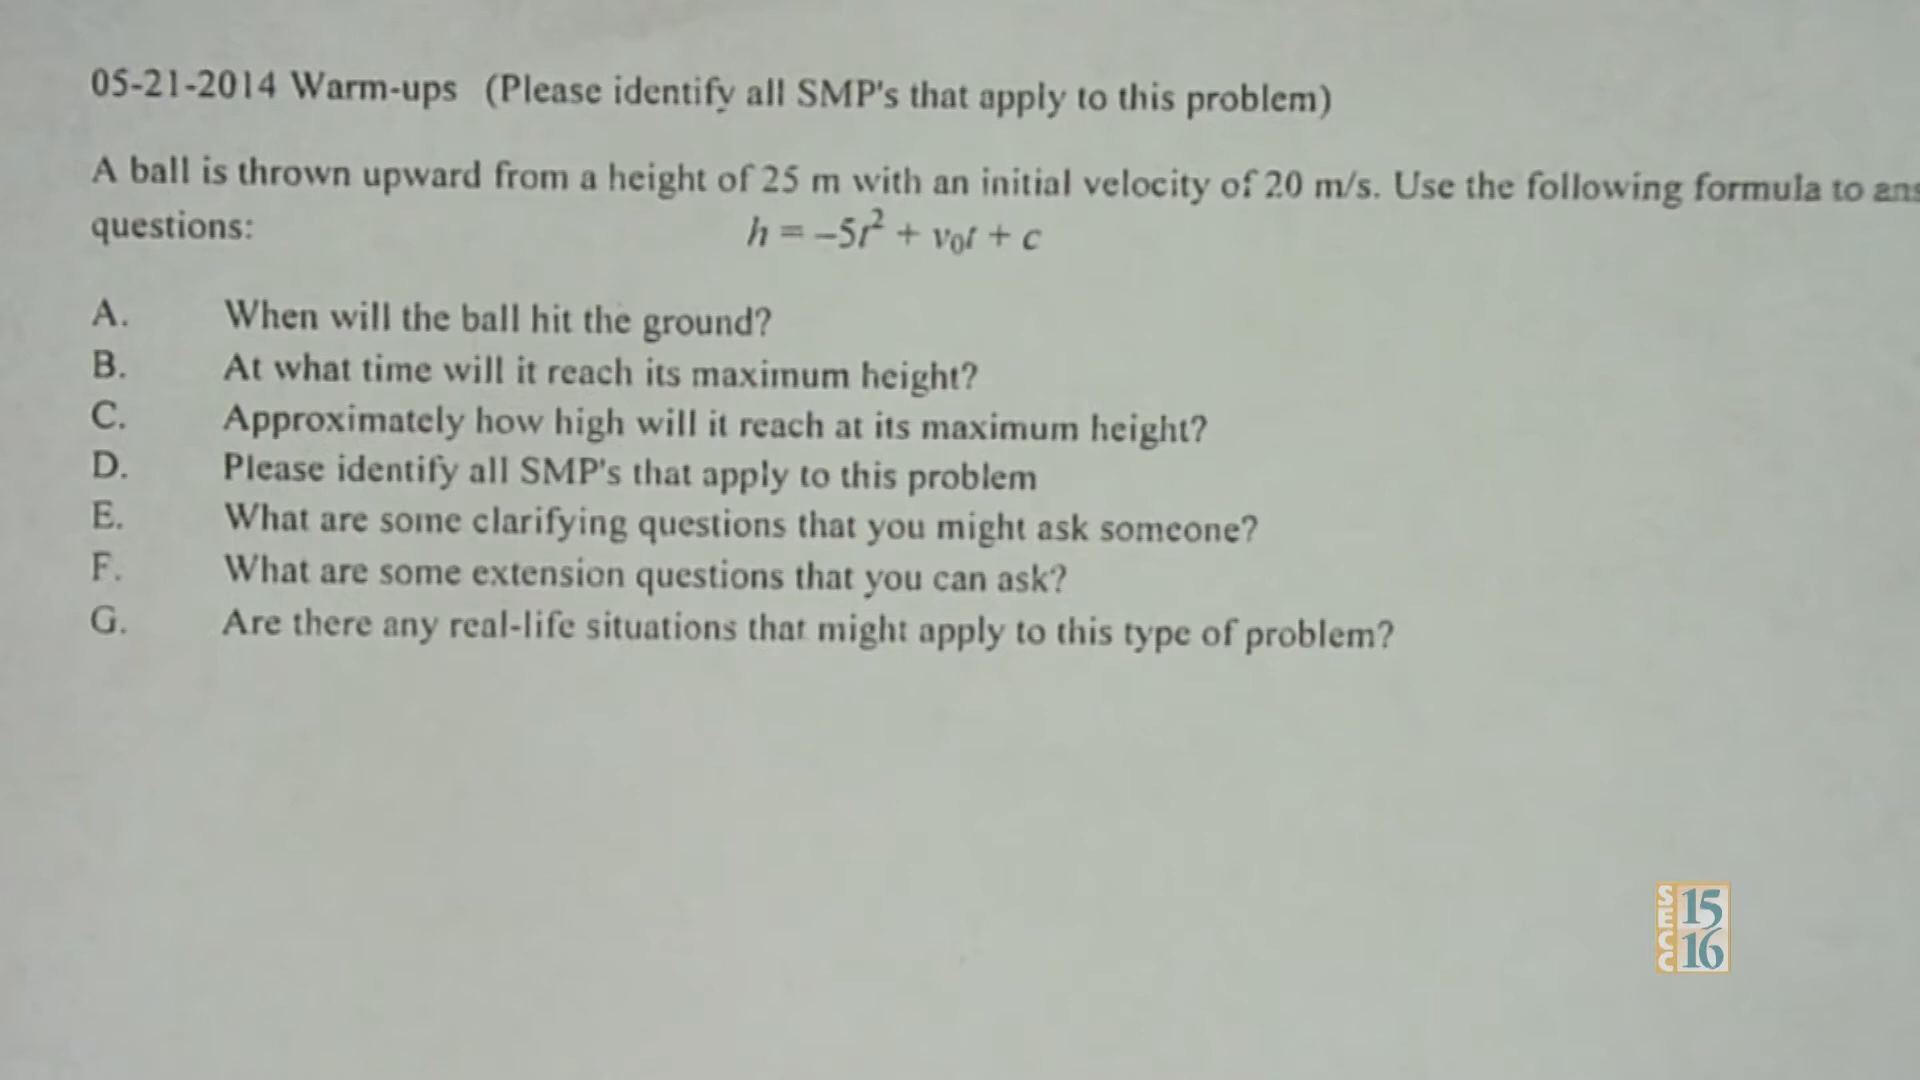 05-21-2014 Warm-ups (Please identify all SMP's that apply to this problem)
A ball is thrown upward from a height of 25 m with an initial velocity of 20 m/s. Use the following formula to
questions:
h = –5t² + v₀t + c
A. When will the ball hit the ground?
B. At what time will it reach its maximum height?
C. Approximately how high will it reach at its maximum height?
D. Please identify all SMP's that apply to this problem
E. What are some clarifying questions that you might ask someone?
F. What are some extension questions that you can ask?
G. Are there any real-life situations that might apply to this type of problem?
SECC
15
16